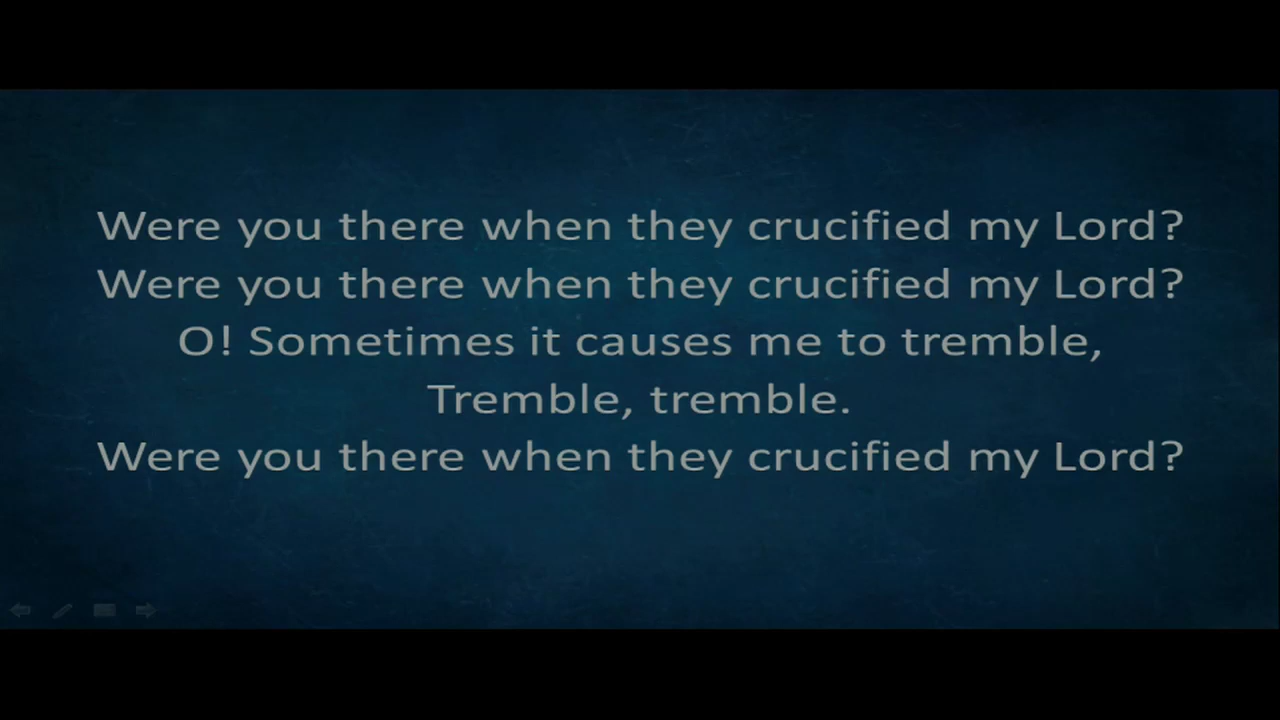 Were you there when they crucified my Lord?
Were you there when they crucified my Lord?
O! Sometimes it causes me to tremble,
Tremble, tremble.
Were you there when they crucified my Lord?